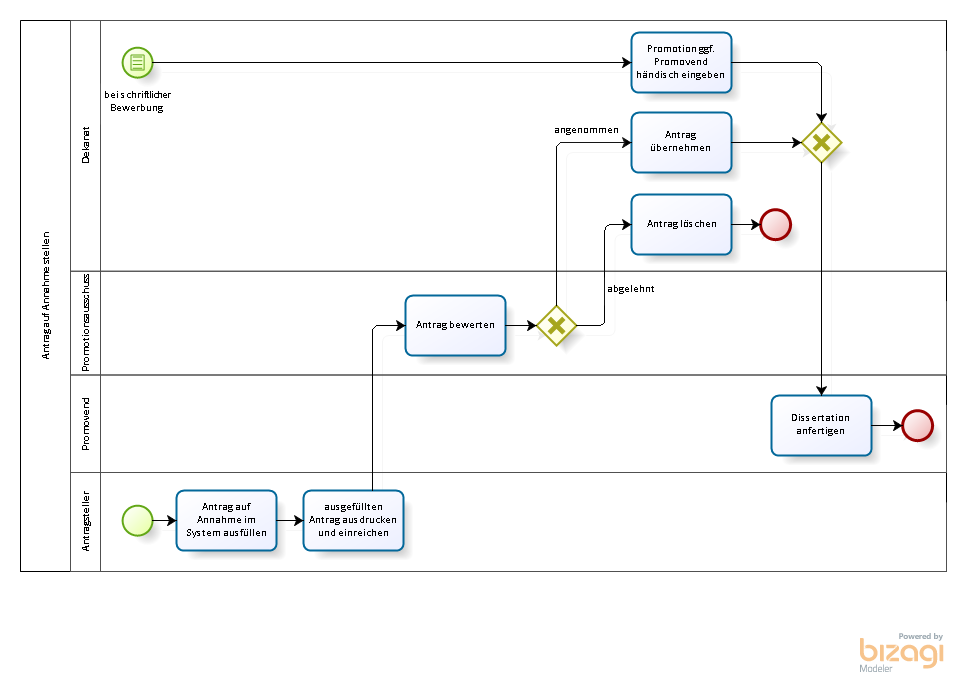 Antrag auf Annahme stellen
Dekanat
bei schriftlicher
Bewerbung
Promotion ggf.
Promovend
händisch eingeben
angenommen
Antrag
übernehmen
Antrag löschen
abgelehnt
Promotionsausschuss
Antrag bewerten
Promovend
Dissertation
anfertigen
Antragsteller
Antrag auf
Annahme im
System ausfüllen
ausgefüllten
Antrag ausdrucken
und einreichen
Powered by
bizagi
Modeler